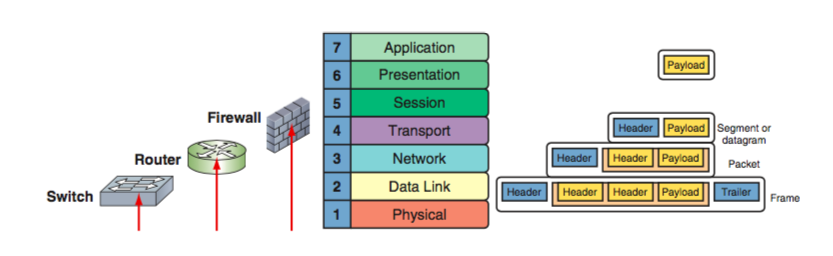 7 Application
Payload
6 Presentation
5 Session
Firewall
4 Transport
Header Payload
Segment or
datagram
Router
3 Network
Header Header Payload
Packet
Switch
2 Data Link
Header Header Header Payload Trailer
Frame
1 Physical